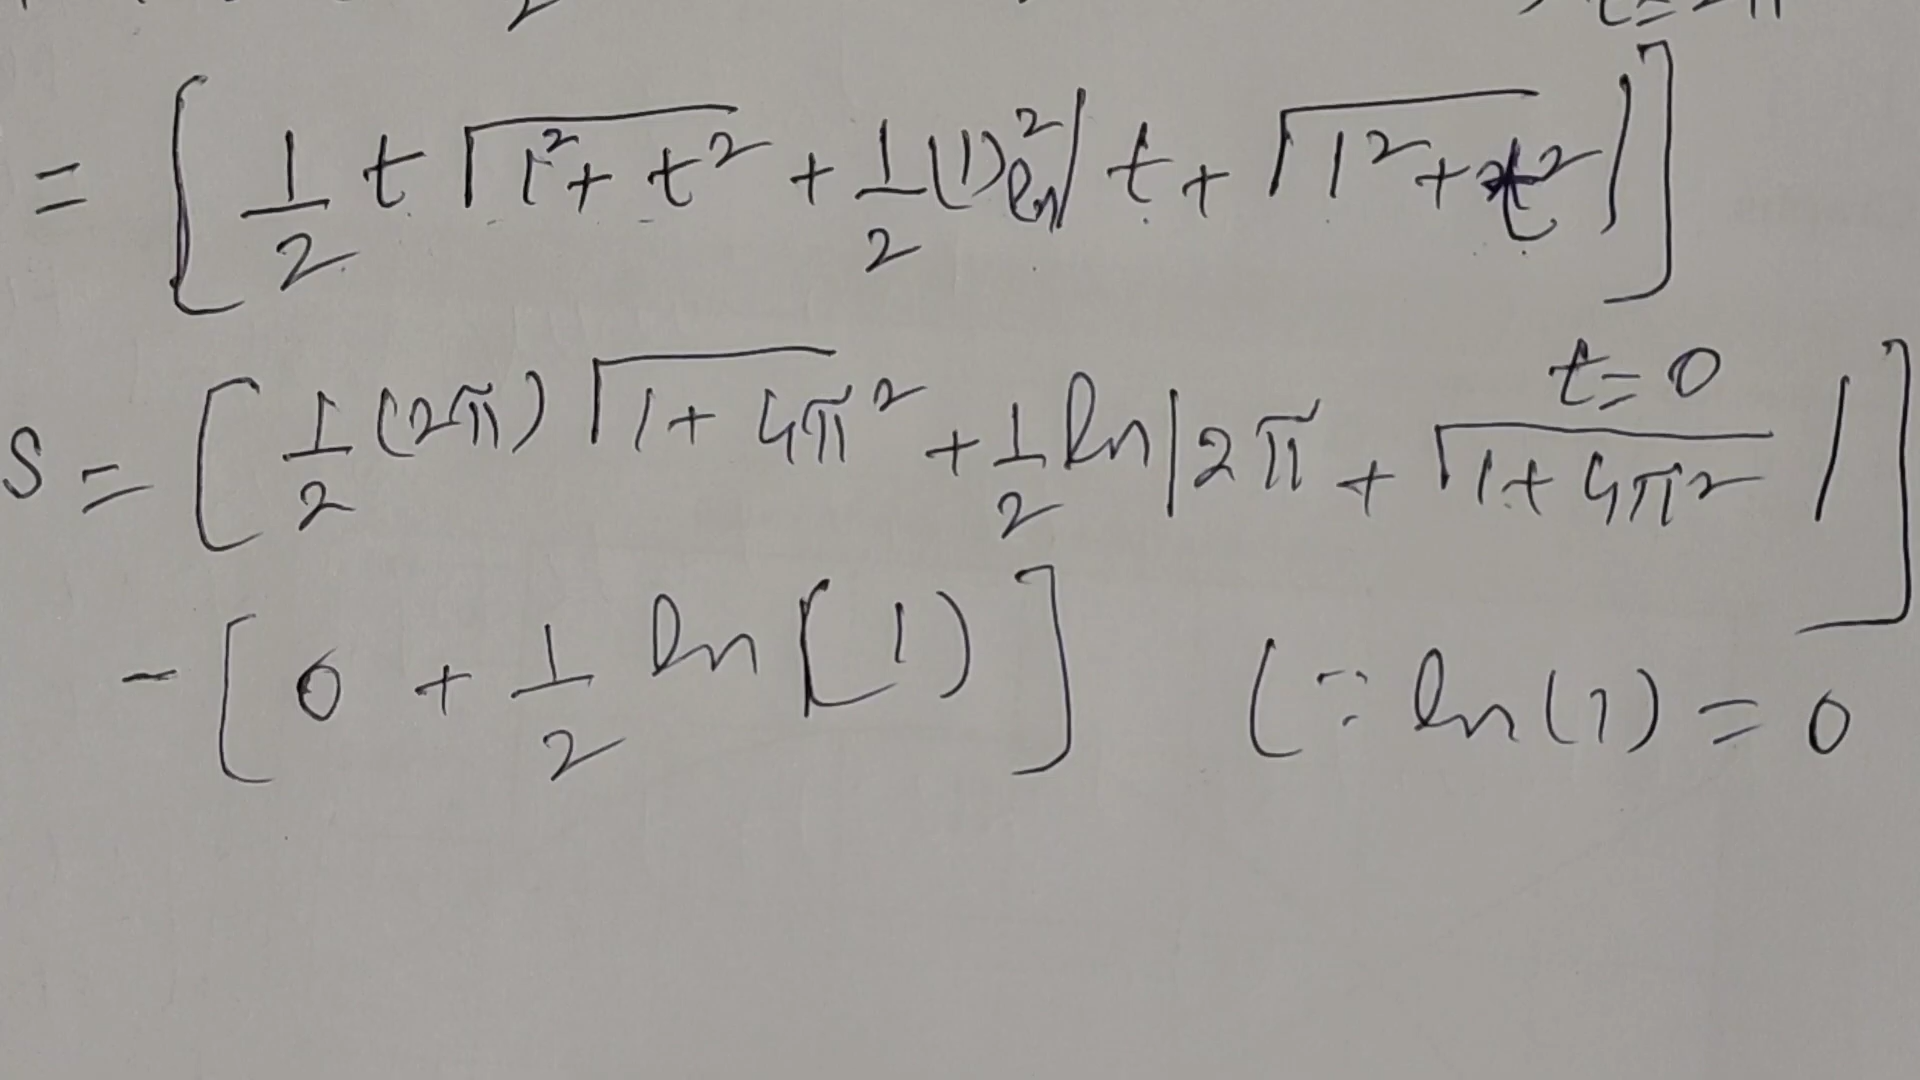 t=2π
= [ 1/2 t √(1²+t²) + 1/2 (1)² ln | t + √(1²+t²) | ]
t=0
S = [ 1/2 (2π) √(1+4π²) + 1/2 ln | 2π + √(1+4π²) | ]
- [ 0 + 1/2 ln (1) ] (∵ ln(1) = 0